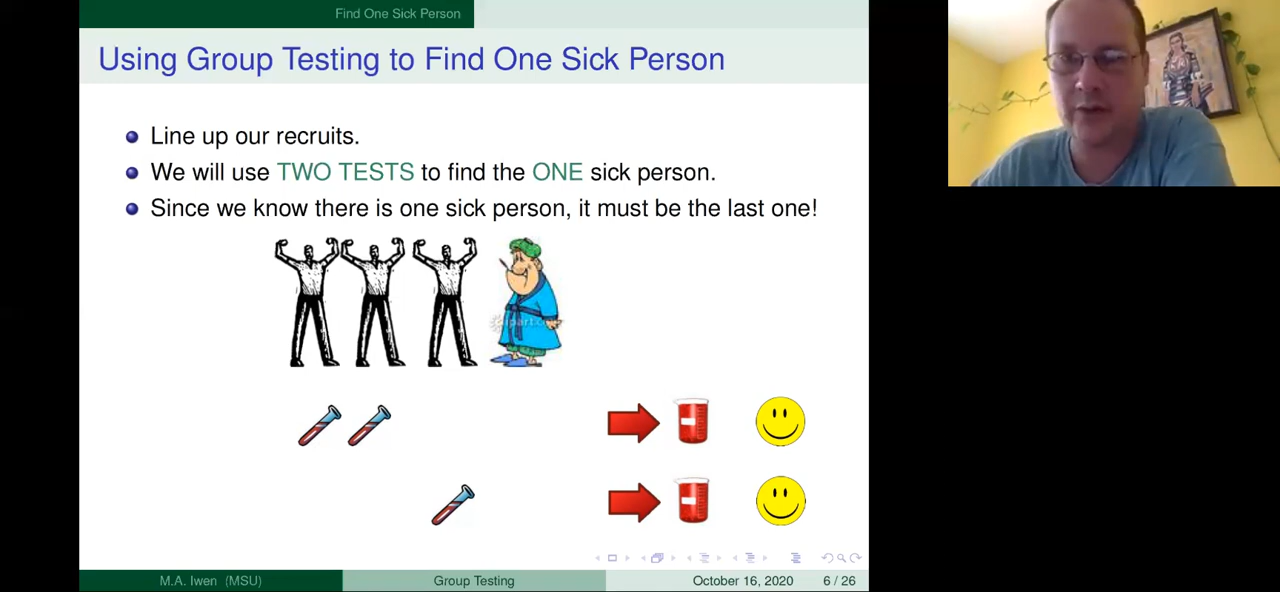 Find One Sick Person
Using Group Testing to Find One Sick Person
Line up our recruits.
We will use TWO TESTS to find the ONE sick person.
Since we know there is one sick person, it must be the last one!
M.A. Iwen (MSU)
Group Testing
October 16, 2020
6 / 26